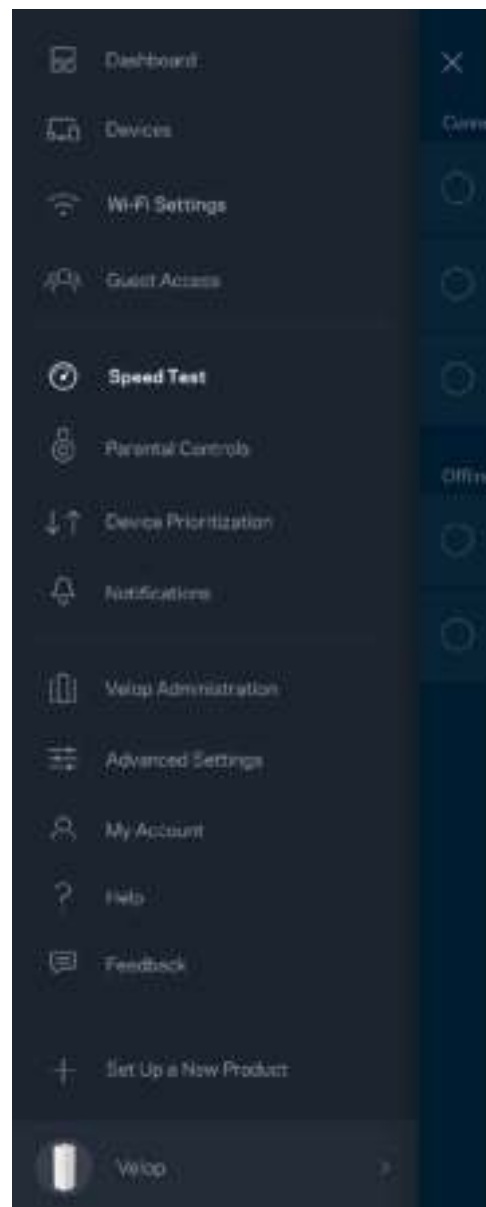 Dashboard
Devices
Wi-Fi Settings
Guest Access
Speed Test
Parental Controls
Device Prioritization
Notifications
Velop Administration
Advanced Settings
My Account
Help
Feedback
Set Up a New Product
Velop